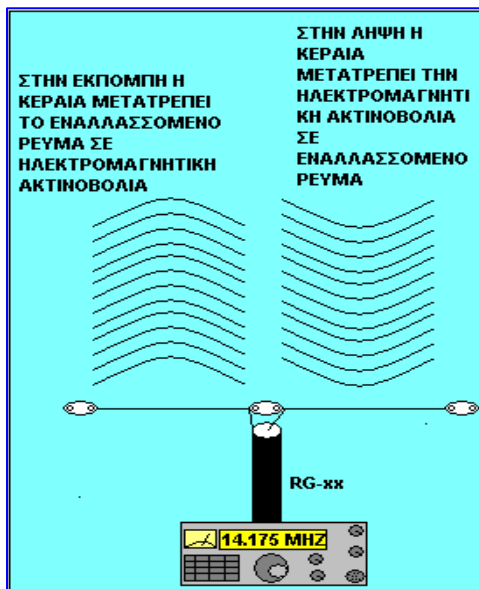 ΣΤΗΝ ΕΚΠΟΜΠΗ Η
ΚΕΡΑΙΑ ΜΕΤΑΤΡΕΠΕΙ
ΤΟ ΕΝΑΛΛΑΣΣΟΜΕΝΟ
ΡΕΥΜΑ ΣΕ
ΗΛΕΚΤΡΟΜΑΓΝΗΤΙΚΗ
ΑΚΤΙΝΟΒΟΛΙΑ
ΣΤΗΝ ΛΗΨΗ Η
ΚΕΡΑΙΑ
ΜΕΤΑΤΡΕΠΕΙ ΤΗΝ
ΗΛΕΚΤΡΟΜΑΓΝΗΤΙ
ΚΗ ΑΚΤΙΝΟΒΟΛΙΑ
ΣΕ
ΕΝΑΛΛΑΣΣΟΜΕΝΟ
ΡΕΥΜΑ
RG-xx
14.175 MHZ